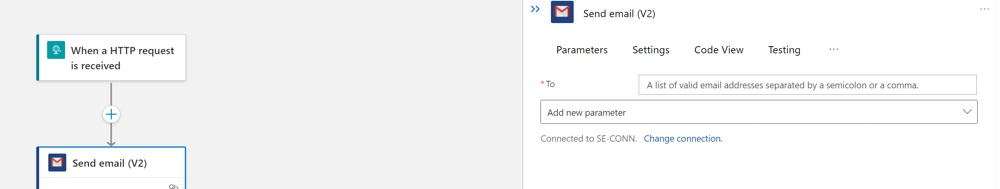 When a HTTP request
is received
Send email (V2)
Send email (V2)
Parameters Settings Code View Testing ...
* To A list of valid email addresses separated by a semicolon or a comma.
Add new parameter
Connected to SE-CONN. Change connection.